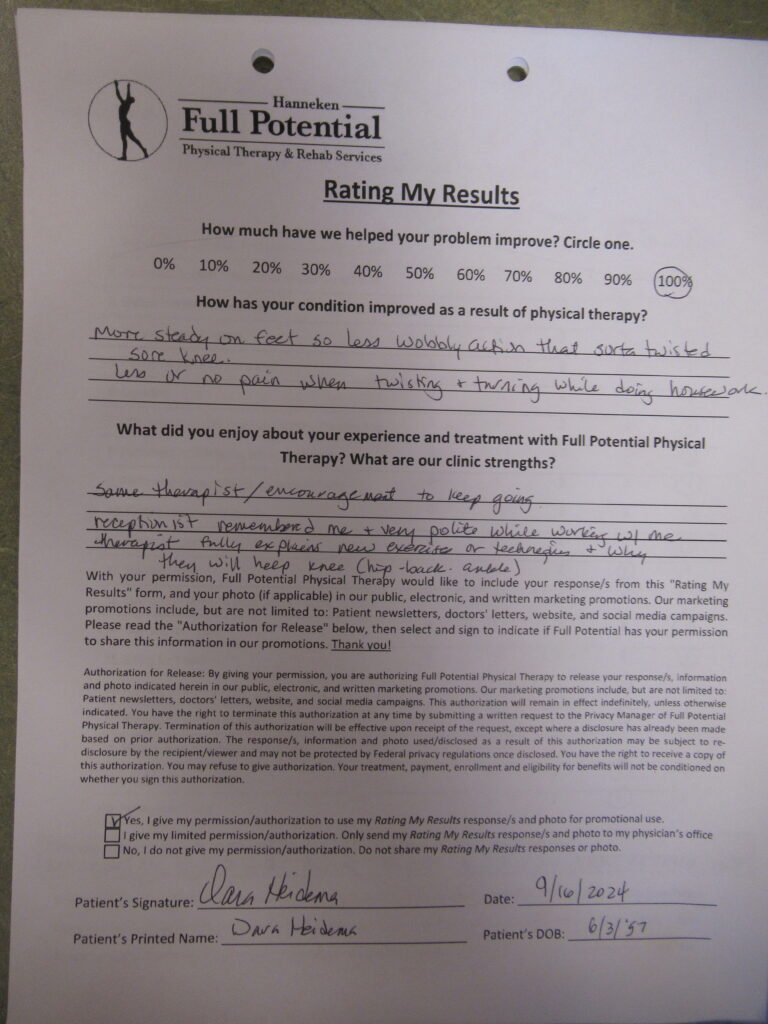 Hanneken
Full Potential
Physical Therapy & Rehab Services
Rating My Results
How much have we helped your problem improve? Circle one.
0% 10% 20% 30% 40% 50% 60% 70% 80% 90% 100%
How has your condition improved as a result of physical therapy?
More steady on feet so less wobbly action that sorta twisted
sore knee.
less or no pain when twisting + turning while doing housework.
What did you enjoy about your experience and treatment with Full Potential Physical
Therapy? What are our clinic strengths?
Same therapist/encouragement to keep going
receptionist remembered me + very polite while working w/ me
therapist fully explains new exercise or techniques + why
they will help knee (hip-back-ankle)
With your permission, Full Potential Physical Therapy would like to include your response/s from this "Rating My
Results" form, and your photo (if applicable) in our public, electronic, and written marketing promotions. Our marketing
promotions include, but are not limited to: Patient newsletters, doctors' letters, website, and social media campaigns.
Please read the "Authorization for Release" below, then select and sign to indicate if Full Potential has your permission
to share this information in our promotions. Thank you!
Authorization for Release: By giving your permission, you are authorizing Full Potential Physical Therapy to release your response/s, information
and photo indicated herein in our public, electronic, and written marketing promotions. Our marketing promotions include, but are not limited to:
Patient newsletters, doctors' letters, website, and social media campaigns. This authorization will remain in effect indefinitely, unless otherwise
indicated. You have the right to terminate this authorization at any time by submitting a written request to the Privacy Manager of Full Potential
Physical Therapy. Termination of this authorization will be effective upon receipt of the request, except where a disclosure has already been made
based on prior authorization. The response/s, information and photo used/disclosed as a result of this authorization may be subject to re-
disclosure by the recipient/viewer and may not be protected by Federal privacy regulations once disclosed. You have the right to receive a copy of
this authorization. You may refuse to give authorization. Your treatment, payment, enrollment and eligibility for benefits will not be conditioned on
whether you sign this authorization.
Yes, I give my permission/authorization to use my Rating My Results response/s and photo for promotional use.
I give my limited permission/authorization. Only send my Rating My Results response/s and photo to my physician's office
No, I do not give my permission/authorization. Do not share my Rating My Results responses or photo.
Patient's Signature: Dara Heidema Date: 9/16/2024
Patient's Printed Name: Dara Heidema Patient's DOB: 6/3/'57